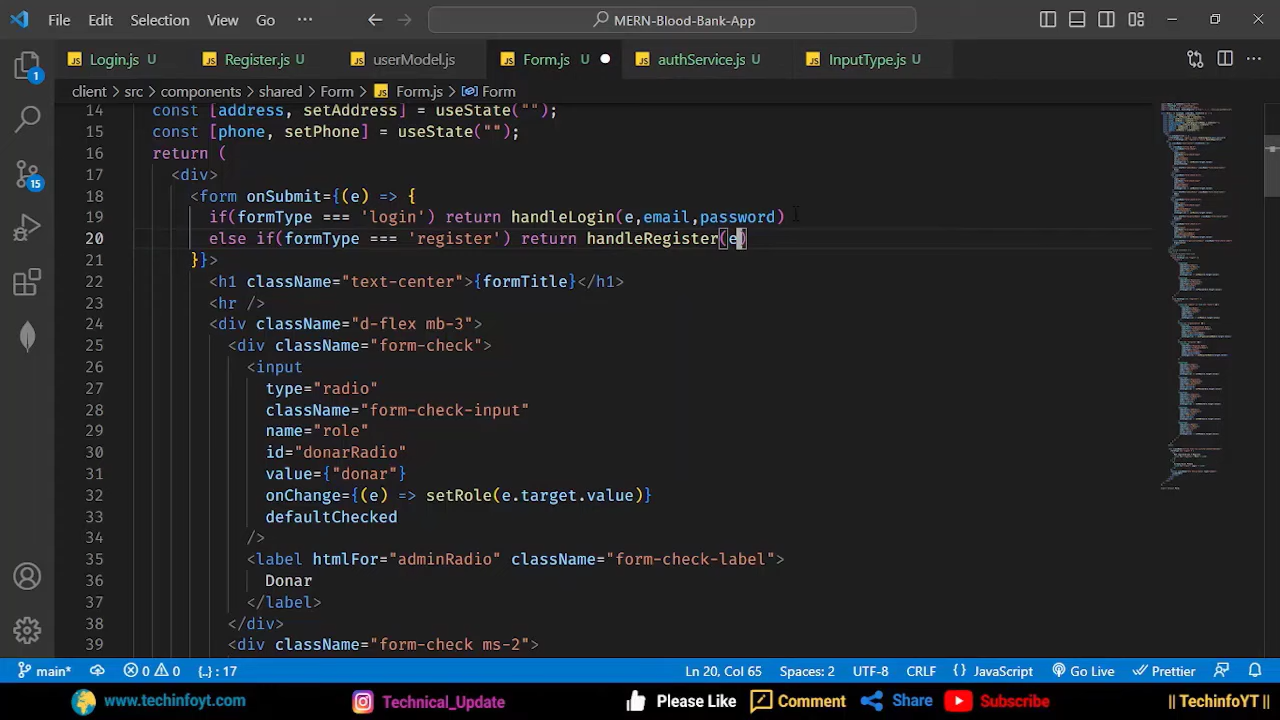 File Edit Selection View Go ··· MERN-Blood-Bank-App
Login.js U Register.js U userModel.js Form.js U authService.js U InputType.js U
client > src > components > shared > Form > Form.js > Form
14 const [address, setAddress] = useState("");
15 const [phone, setPhone] = useState("");
16 return (
17 <div>
18 <form onSubmit={(e) => {
19 if(formType === 'login') return handleLogin(e,email,password)
20 else if(formType === 'register') return handleRegister(e
21 }}>
22 <h1 className="text-center">{formTitle}</h1>
23 <hr />
24 <div className="d-flex mb-3">
25 <div className="form-check">
26 <input
27 type="radio"
28 className="form-check-input"
29 name="role"
30 id="donarRadio"
31 value={"donar"}
32 onChange={(e) => setRole(e.target.value)}
33 defaultChecked
34 />
35 <label htmlFor="adminRadio" className="form-check-label">
36 Donar
37 </label>
38 </div>
39 <div className="form-check ms-2">
1
15
main* 0 0 {..} : 17 Ln 20, Col 65 Spaces: 2 UTF-8 CRLF {} JavaScript Go Live Prettier
www.techinfoyt.com Technical_Update Please Like Comment Share Subscribe || TechinfoYT ||